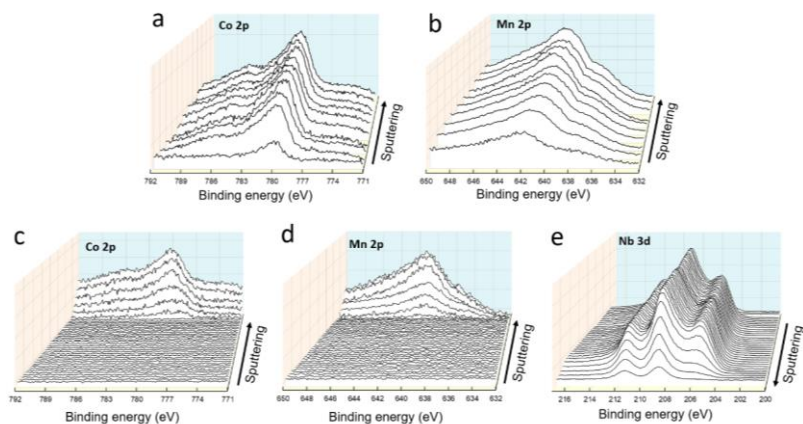 a
Co 2p
792 789 786 783 780 777 774 771
Binding energy (eV)
Sputtering
b
Mn 2p
650 648 646 644 642 640 638 636 634 632
Binding energy (eV)
Sputtering
c
Co 2p
792 789 786 783 780 777 774 771
Binding energy (eV)
Sputtering
d
Mn 2p
650 648 646 644 642 640 638 636 634 632
Binding energy (eV)
Sputtering
e
Nb 3d
216 214 212 210 208 206 204 202 200
Binding energy (eV)
Sputtering